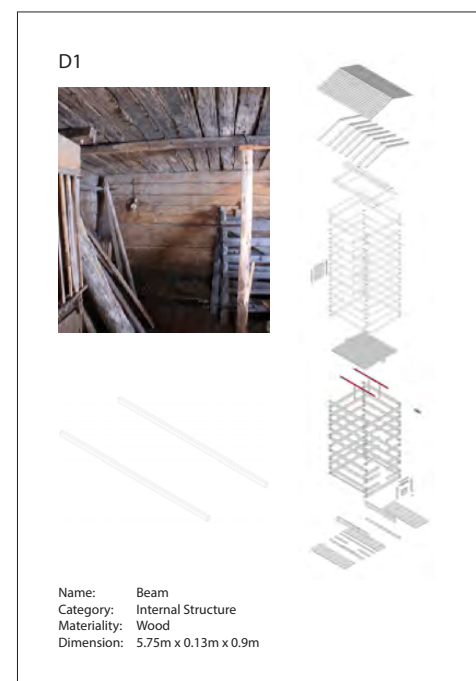 D1
Name: Beam
Category: Internal Structure
Materiality: Wood
Dimension: 5.75m x 0.13m x 0.9m